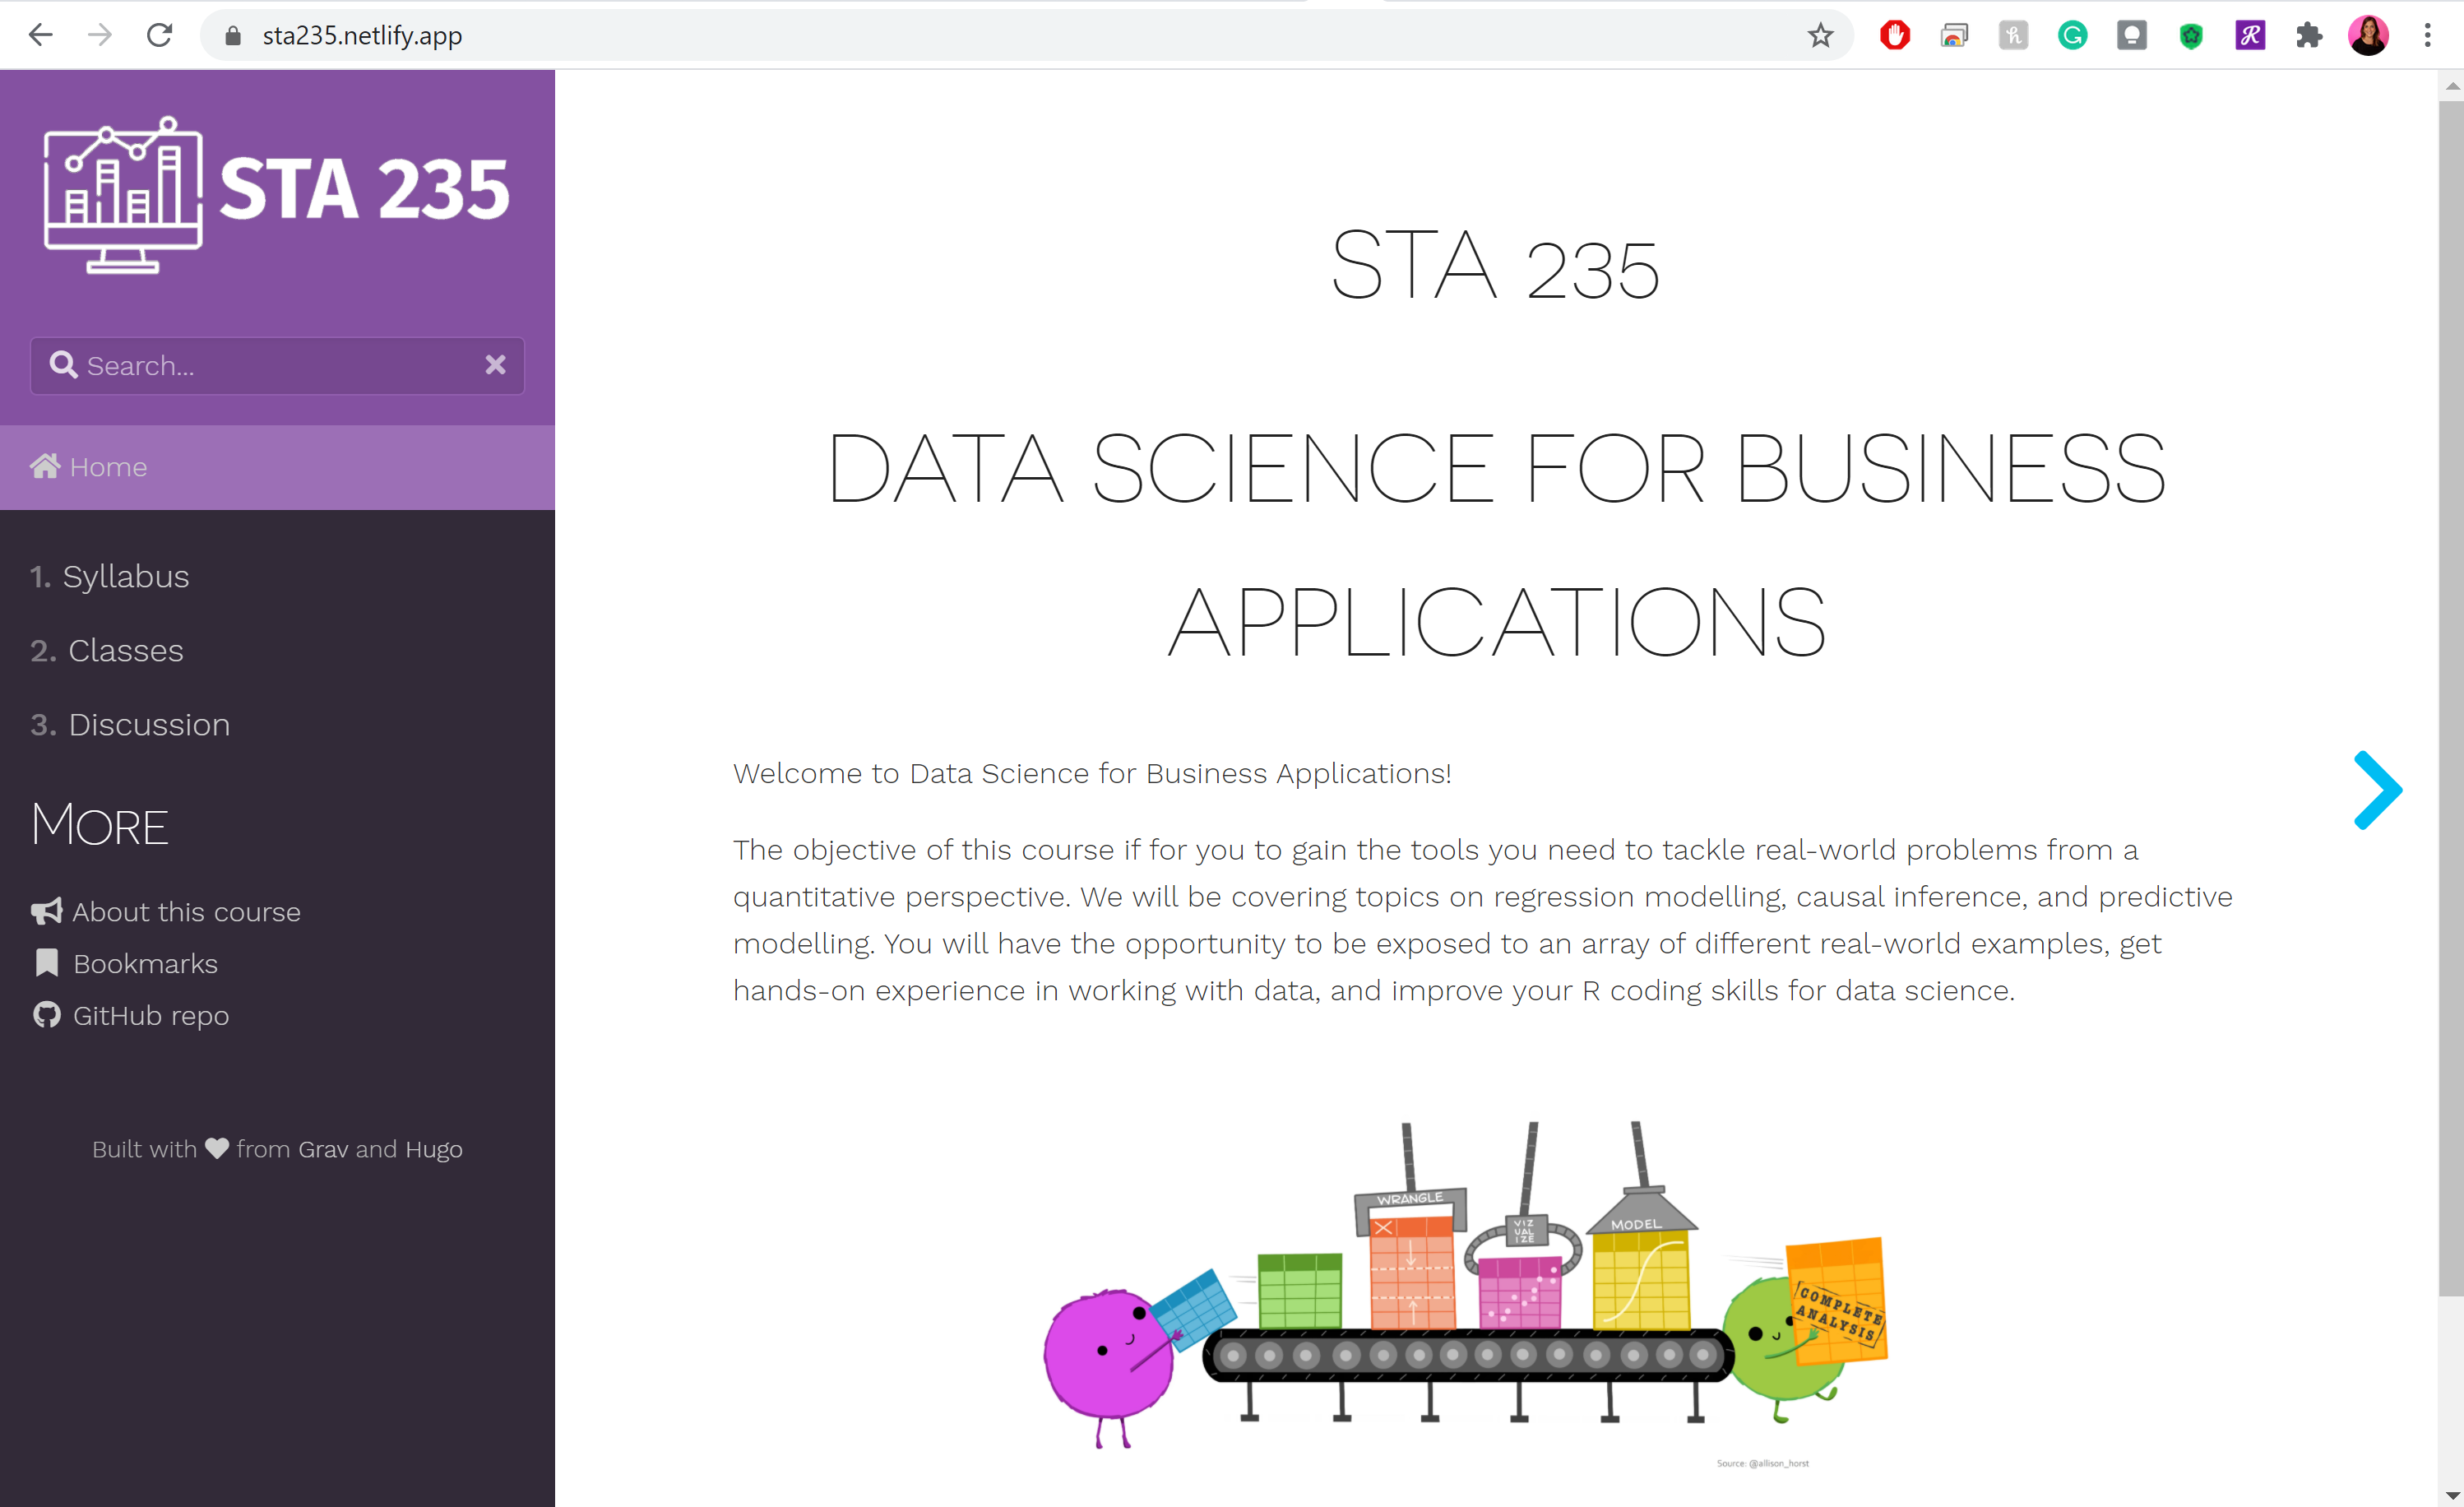 sta235.netlify.app
STA 235
Search...
Home
1. Syllabus
2. Classes
3. Discussion
MORE
About this course
Bookmarks
GitHub repo
Built with from Grav and Hugo
STA 235
DATA SCIENCE FOR BUSINESS
APPLICATIONS
Welcome to Data Science for Business Applications!
The objective of this course if for you to gain the tools you need to tackle real-world problems from a
quantitative perspective. We will be covering topics on regression modelling, causal inference, and predictive
modelling. You will have the opportunity to be exposed to an array of different real-world examples, get
hands-on experience in working with data, and improve your R coding skills for data science.
WRANGLE
VIZ
UAL
IZE
MODEL
COMPLETE
ANALYSIS
Source: @allison_horst